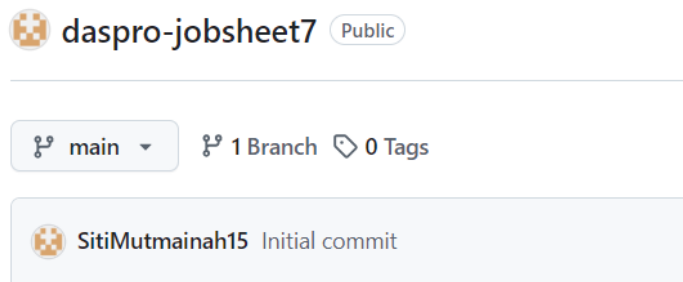 daspro-jobsheet7 Public
main 1 Branch 0 Tags
SitiMutmainah15 Initial commit